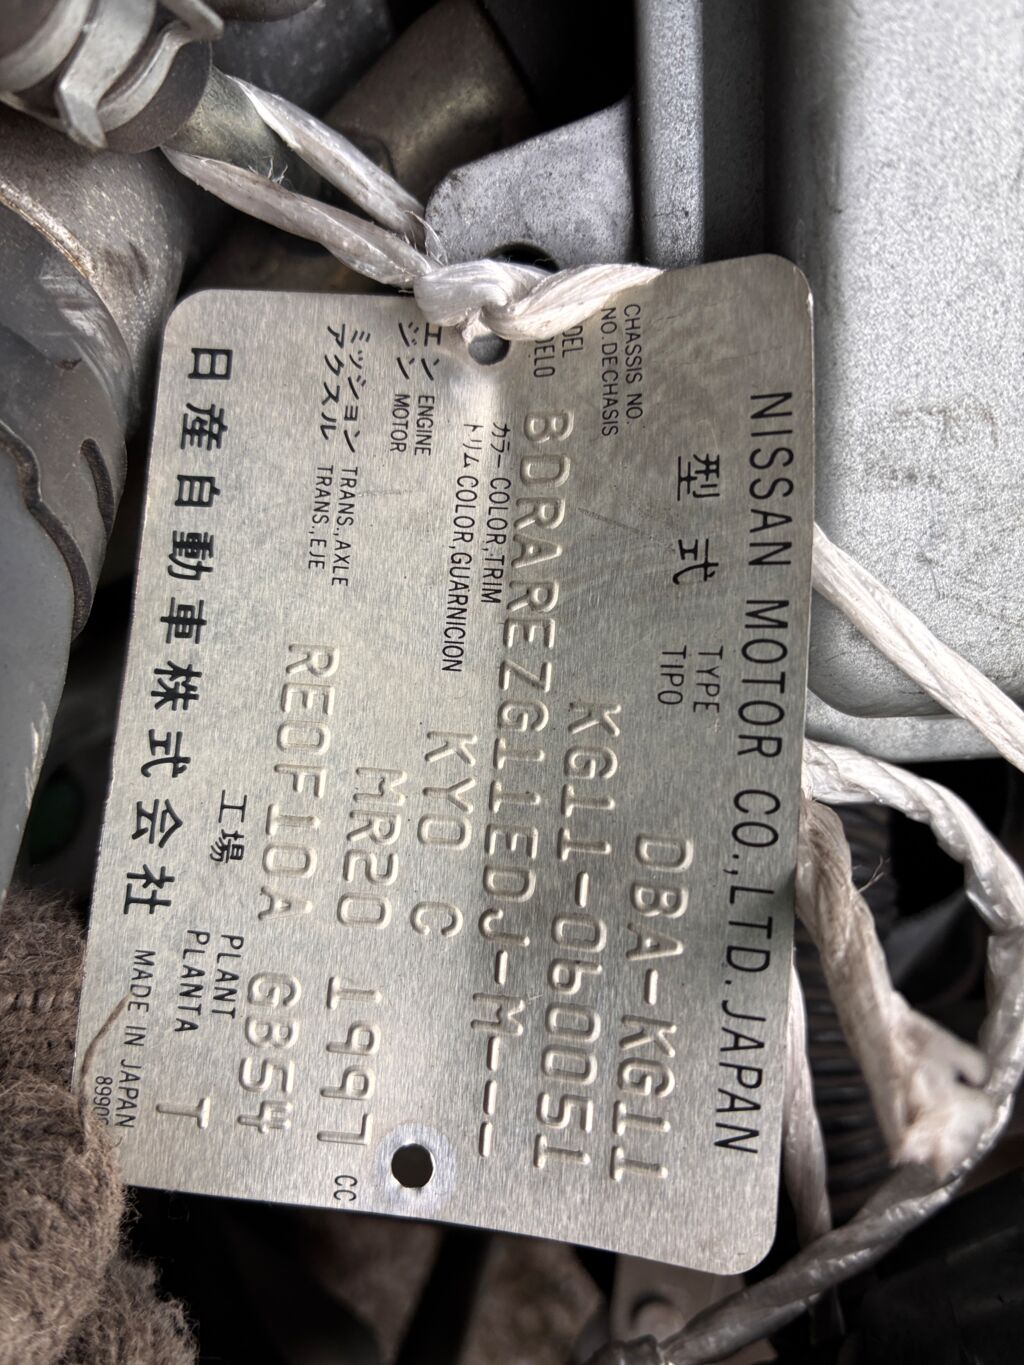 NISSAN MOTOR CO.,LTD. JAPAN
型式 TYPE TIPO DBA-KG11
CHASSIS NO.
NO. DE CHASIS KG11-060051
BDRAREZG11EDJ-M---
カラー COLOR,TRIM
トリム COLOR,GUARNICION KY0 C
エン ENGINE
ジン MOTOR MR20 1997 CC
ミッション TRANS.,AXLE
アクスル TRANS.,EJE RE0F10A GB54
工場 PLANT
PLANTA T
日産自動車株式会社 MADE IN JAPAN